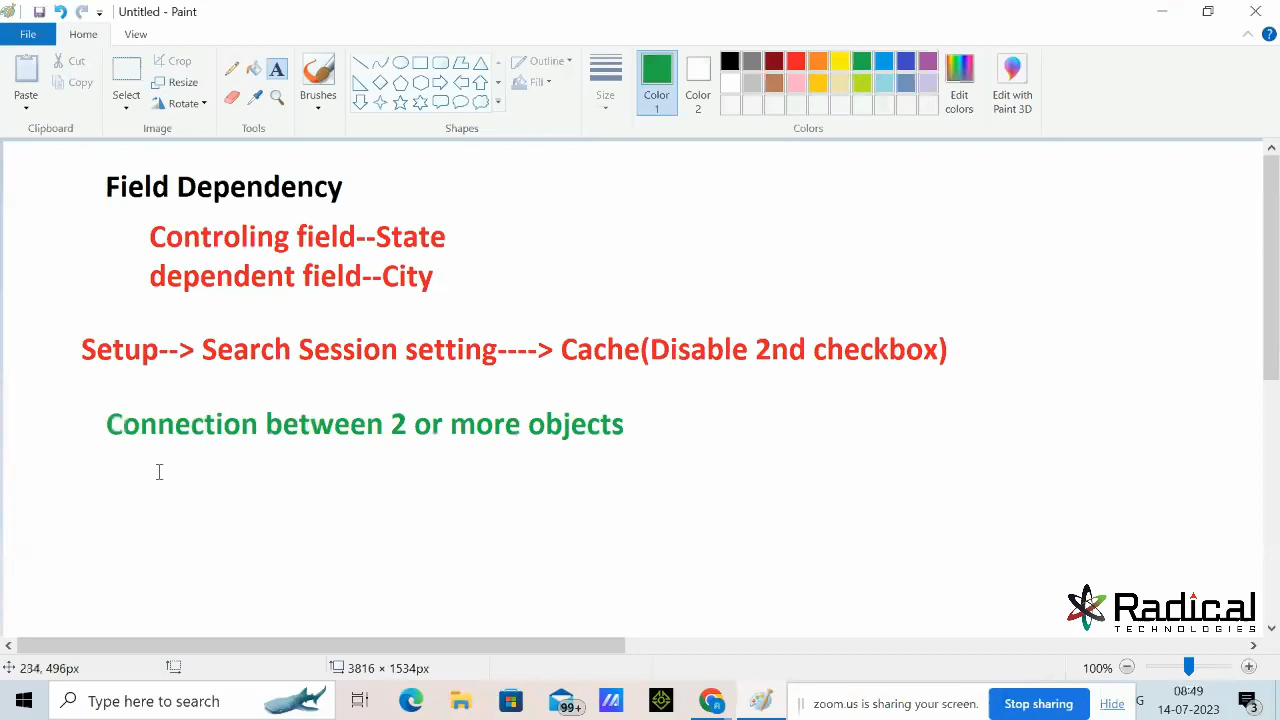 Untitled - Paint
File
Home
View
Paste
Cut
Copy
Clipboard
Select
Crop
Resize
Rotate
Image
Tools
Brushes
Outline
Fill
Shapes
Size
Color
1
Color
2
Edit
colors
Edit with
Paint 3D
Colors
Field Dependency
Controling field--State
dependent field--City
Setup--> Search Session setting----> Cache(Disable 2nd checkbox)
Connection between 2 or more objects
Radical
TECHNOLOGIES
234, 496px
3816 × 1534px
100%
Type here to search
99+
zoom.us is sharing your screen.
Stop sharing
Hide
G
08:49
14-07-2023
3